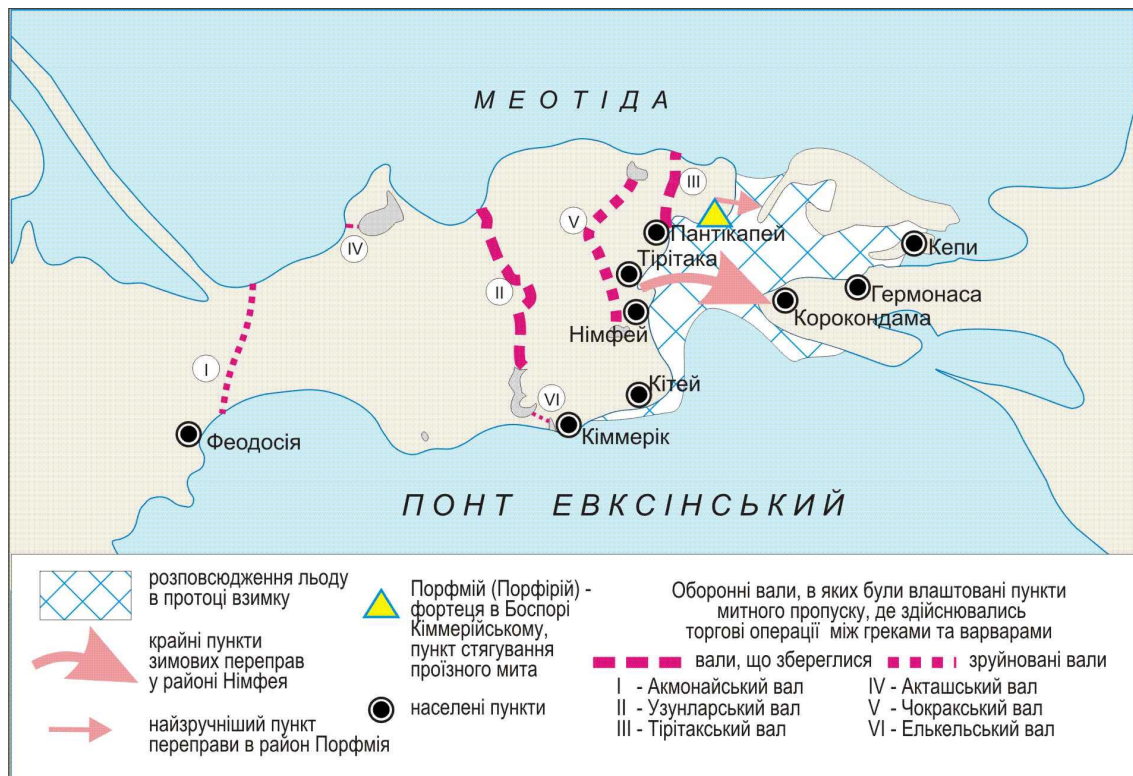 МЕОТІДА
III
V
IV
Пантікапей
Кепи
Тірітака
II
Гермонаса
Корокондама
Німфей
I
Кітей
VI
Феодосія
Кіммерік
ПОНТ ЕВКСІНСЬКИЙ
розповсюдження льоду
в протоці взимку
крайні пункти
зимових переправ
у районі Німфея
найзручніший пункт
переправи в район Порфмія
Порфмій (Порфірій) -
фортеця в Боспорі
Кіммерійському,
пункт стягування
проїзного мита
населені пункти
Оборонні вали, в яких були влаштовані пункти
митного пропуску, де здійснювались
торгові операції між греками та варварами
вали, що збереглися
зруйновані вали
I - Акмонайський вал
II - Узунларський вал
III - Тірітакський вал
IV - Акташський вал
V - Чокракський вал
VI - Елькельський вал